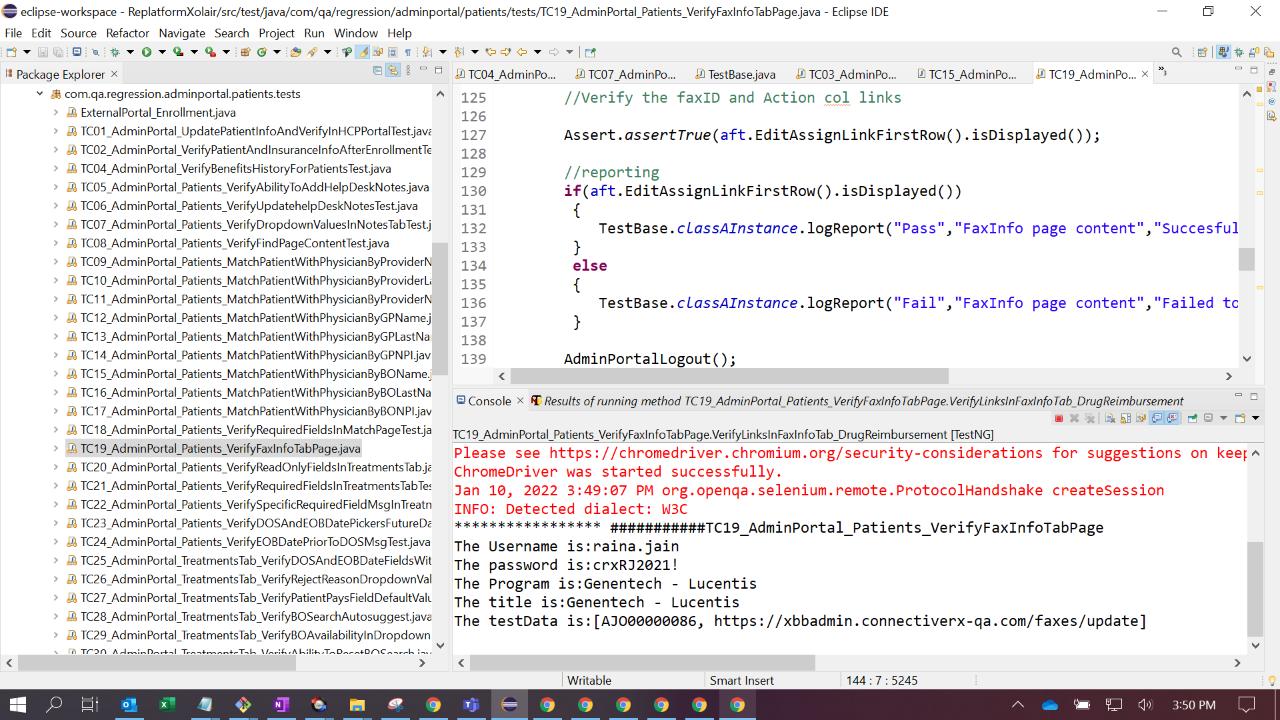 eclipse-workspace - ReplatformXolair/src/test/java/com/qa/regression/adminportal/patients/tests/TC19_AdminPortal_Patients_VerifyFaxInfoTabPage.java - Eclipse IDE
File Edit Source Refactor Navigate Search Project Run Window Help
Package Explorer
TC04_AdminPo...
TC07_AdminPo...
TestBase.java
TC03_AdminPo...
TC15_AdminPo...
TC19_AdminPo...
com.qa.regression.adminportal.patients.tests
ExternalPortal_Enrollment.java
TC01_AdminPortal_UpdatePatientInfoAndVerifyInHCPPortalTest.java
TC02_AdminPortal_VerifyPatientAndInsuranceInfoAfterEnrollmentTe
TC04_AdminPortal_VerifyBenefitsHistoryForPatientsTest.java
TC05_AdminPortal_Patients_VerifyAbilityToAddHelpDeskNotes.java
TC06_AdminPortal_Patients_VerifyUpdatehelpDeskNotesTest.java
TC07_AdminPortal_Patients_VerifyDropdownValuesInNotesTabTest.j
TC08_AdminPortal_Patients_VerifyFindPageContentTest.java
TC09_AdminPortal_Patients_MatchPatientWithPhysicianByProviderN
TC10_AdminPortal_Patients_MatchPatientWithPhysicianByProviderLa
TC11_AdminPortal_Patients_MatchPatientWithPhysicianByProviderN
TC12_AdminPortal_Patients_MatchPatientWithPhysicianByGPName.j
TC13_AdminPortal_Patients_MatchPatientWithPhysicianByGPLastNa
TC14_AdminPortal_Patients_MatchPatientWithPhysicianByGPNPI.jav
TC15_AdminPortal_Patients_MatchPatientWithPhysicianByBOName.j
TC16_AdminPortal_Patients_MatchPatientWithPhysicianByBOLastNa
TC17_AdminPortal_Patients_MatchPatientWithPhysicianByBONPI.jav
TC18_AdminPortal_Patients_VerifyRequiredFieldsInMatchPageTest.ja
TC19_AdminPortal_Patients_VerifyFaxInfoTabPage.java
TC20_AdminPortal_Patients_VerifyReadOnlyFieldsInTreatmentsTab.ja
TC21_AdminPortal_Patients_VerifyRequiredFieldsInTreatmentsTabTes
TC22_AdminPortal_Patients_VerifySpecificRequiredFieldMsgInTreatm
TC23_AdminPortal_Patients_VerifyDOSAndEOBDatePickersFutureDa
TC24_AdminPortal_Patients_VerifyEOBDatePriorToDOSMsgTest.java
TC25_AdminPortal_TreatmentsTab_VerifyDOSAndEOBDateFieldsWit
TC26_AdminPortal_TreatmentsTab_VerifyRejectReasonDropdownVal
TC27_AdminPortal_TreatmentsTab_VerifyPatientPaysFieldDefaultValu
TC28_AdminPortal_TreatmentsTab_VerifyBOSearchAutosuggest.java
TC29_AdminPortal_TreatmentsTab_VerifyBOAvailabilityInDropdown
TC30_AdminPortal_TreatmentsTab_VerifyAbilityToResetBOSearch.jav
125 //Verify the faxID and Action col links
126
127 Assert.assertTrue(aft.EditAssignLinkFirstRow().isDisplayed());
128
129 //reporting
130 if(aft.EditAssignLinkFirstRow().isDisplayed())
131 {
132 TestBase.classAInstance.logReport("Pass","FaxInfo page content","Succesful
133 }
134 else
135 {
136 TestBase.classAInstance.logReport("Fail","FaxInfo page content","Failed to
137 }
138
139 AdminPortalLogout();
Console
Results of running method TC19_AdminPortal_Patients_VerifyFaxInfoTabPage.VerifyLinksInFaxInfoTab_DrugReimbursement
TC19_AdminPortal_Patients_VerifyFaxInfoTabPage.VerifyLinksInFaxInfoTab_DrugReimbursement [TestNG]
Please see https://chromedriver.chromium.org/security-considerations for suggestions on keep
ChromeDriver was started successfully.
Jan 10, 2022 3:49:07 PM org.openqa.selenium.remote.ProtocolHandshake createSession
INFO: Detected dialect: W3C
***************** ###########TC19_AdminPortal_Patients_VerifyFaxInfoTabPage
The Username is:raina.jain
The password is:crxRJ2021!
The Program is:Genentech - Lucentis
The title is:Genentech - Lucentis
The testData is:[AJO00000086, https://xbbadmin.connectiverx-qa.com/faxes/update]
Writable
Smart Insert
144 : 7 : 5245
3:50 PM